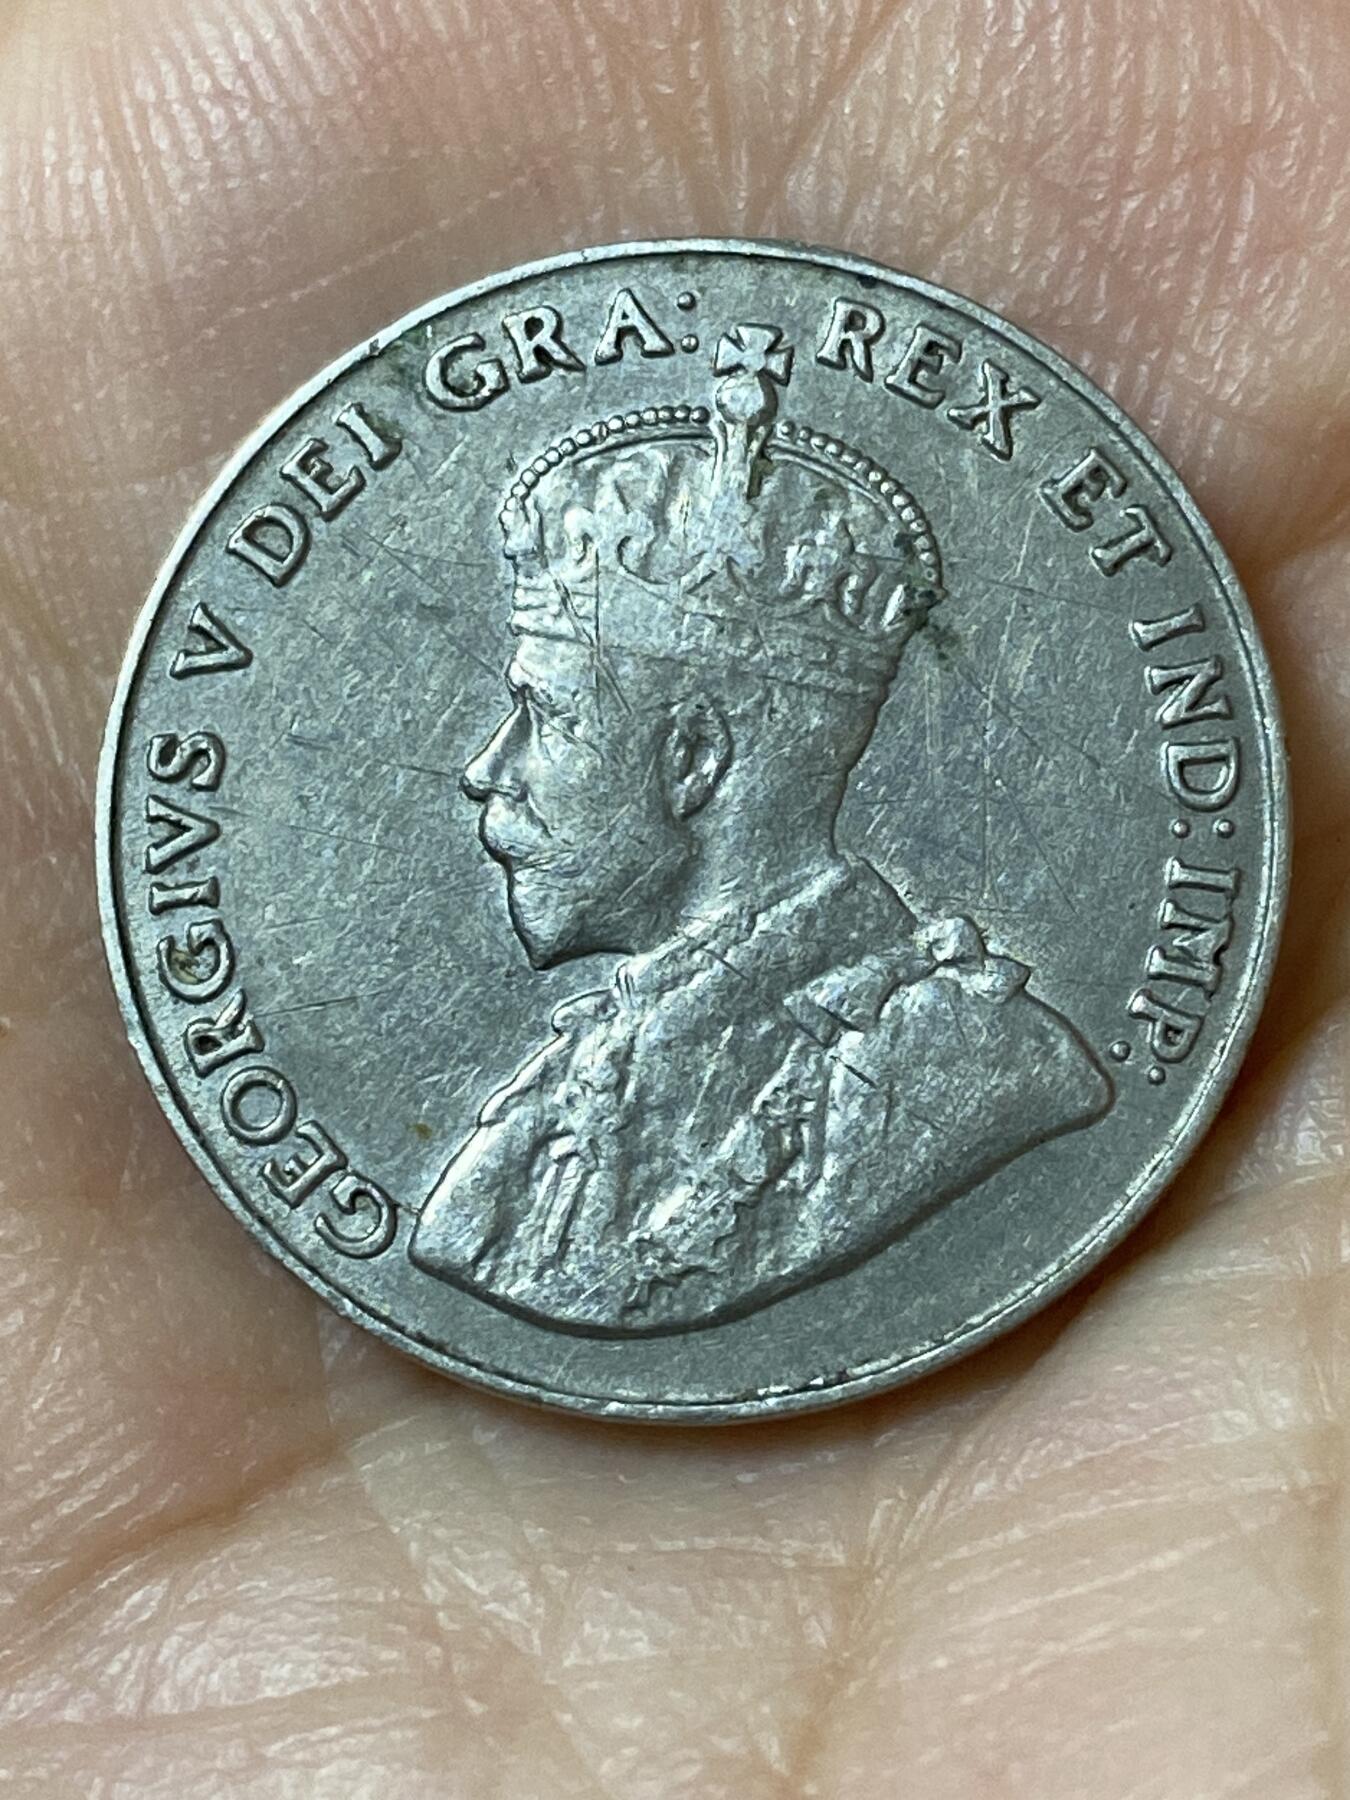 GEORGIVS V DEI GRA: REX ET IND: IMP: